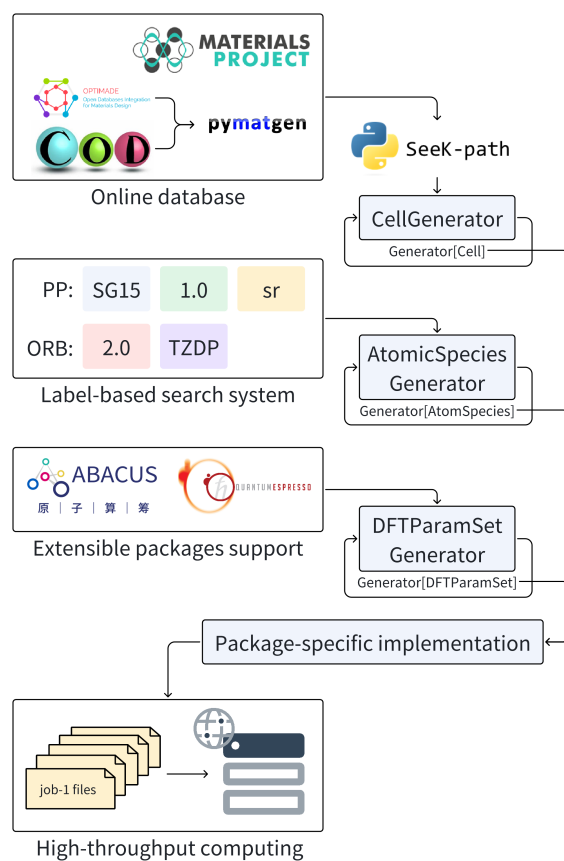 MATERIALS
PROJECT
OPTIMADE
Open Databases Integration
for Materials Design
COD
pymatgen
Online database
SeeK-path
CellGenerator
Generator[Cell]
PP: SG15 1.0 sr
ORB: 2.0 TZDP
Label-based search system
AtomicSpecies
Generator
Generator[AtomSpecies]
ABACUS
原｜子｜算｜筹
QUANTUMESPRESSO
Extensible packages support
DFTParamSet
Generator
Generator[DFTParamSet]
Package-specific implementation
job-1 files
High-throughput computing